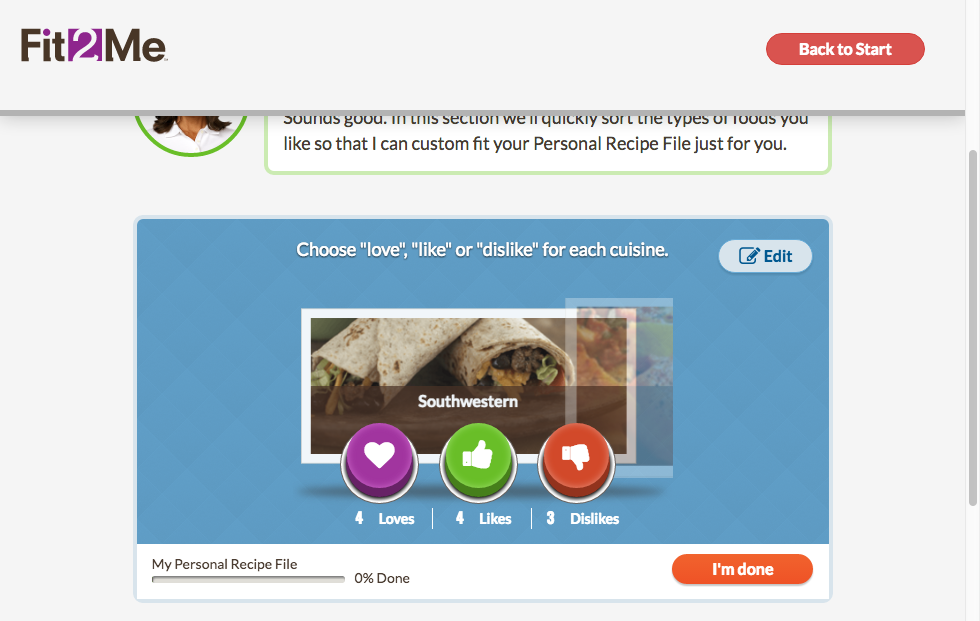 Fit2Me
Back to Start
Sounds good. In this section we'll quickly sort the types of foods you
like so that I can custom fit your Personal Recipe File just for you.
Choose "love", "like" or "dislike" for each cuisine.
Edit
Southwestern
4 Loves
4 Likes
3 Dislikes
My Personal Recipe File
0% Done
I'm done